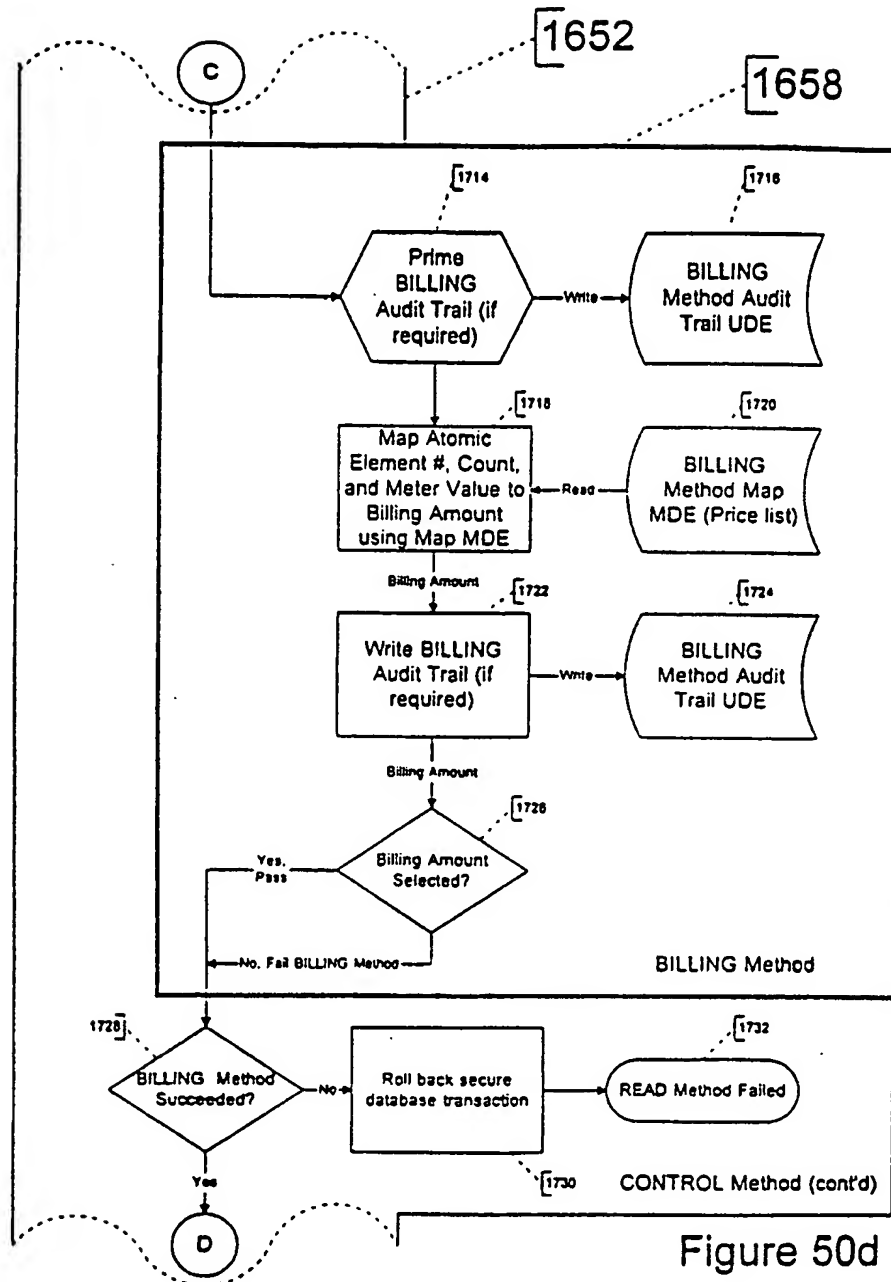 1652
C
1658
1714
1716
Prime
BILLING
Audit Trail (if
required)
Write
BILLING
Method Audit
Trail UDE
1718
1720
Map Atomic
Element #, Count,
and Meter Value to
Billing Amount
using Map MDE
Read
BILLING
Method Map
MDE (Price list)
Billing Amount
1722
1724
Write BILLING
Audit Trail (if
required)
Write
BILLING
Method Audit
Trail UDE
Billing Amount
1726
Yes,
Pass
Billing Amount
Selected?
No, Fail BILLING Method
BILLING Method
1728
1732
BILLING Method
Succeeded?
No
Roll back secure
database transaction
READ Method Failed
Yes
1730
CONTROL Method (cont'd)
D
Figure 50d